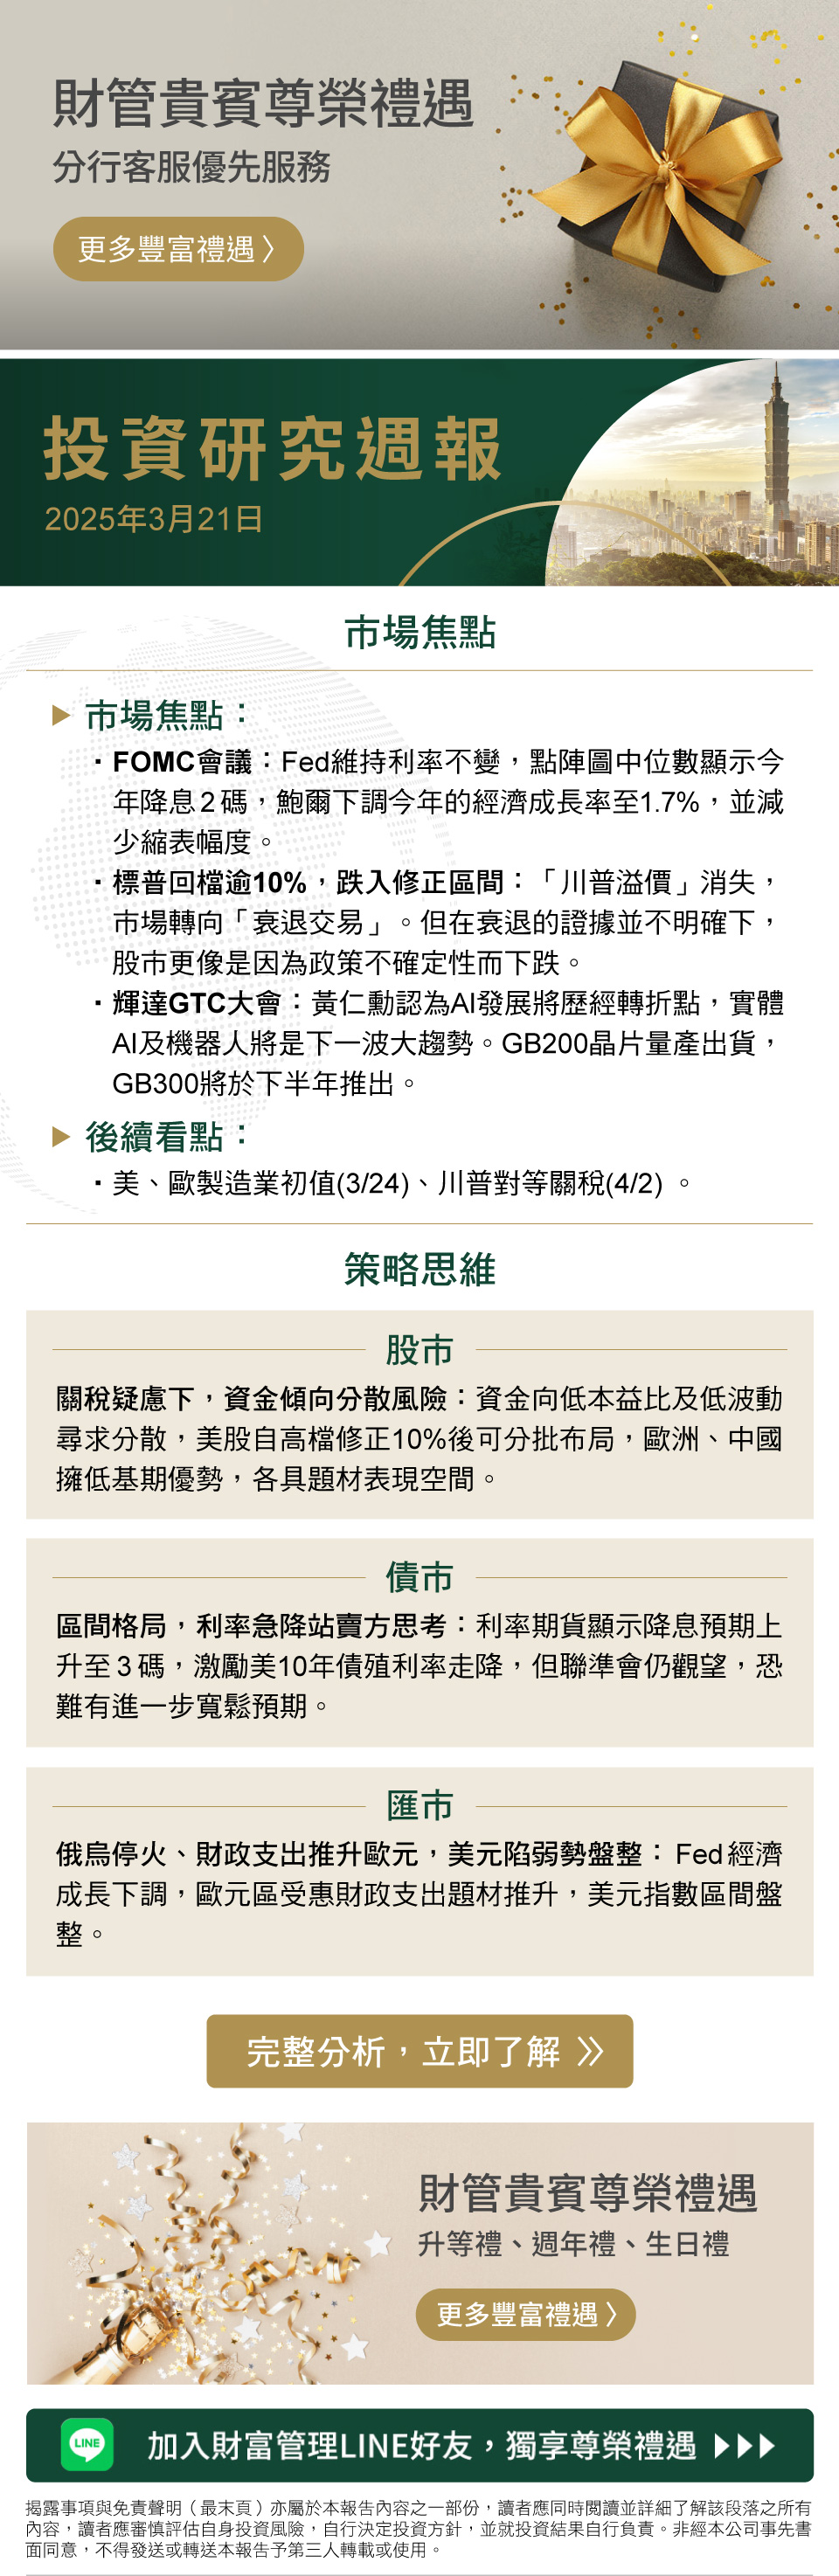 財管貴賓尊榮禮遇
分行客服優先服務
更多豐富禮遇〉
投資研究週報
2025年3月21日
市場焦點
▶ 市場焦點：
・FOMC會議：Fed維持利率不變，點陣圖中位數顯示今
年降息2碼，鮑爾下調今年的經濟成長率至1.7%，並減
少縮表幅度。
・標普回檔逾10%，跌入修正區間：「川普溢價」消失，
市場轉向「衰退交易」。但在衰退的證據並不明確下，
股市更像是因為政策不確定性而下跌。
・輝達GTC大會：黃仁勳認為AI發展將歷經轉折點，實體
AI及機器人將是下一波大趨勢。GB200晶片量產出貨，
GB300將於下半年推出。
▶ 後續看點：
・美、歐製造業初值(3/24)、川普對等關稅(4/2) 。
策略思維
股市
關稅疑慮下，資金傾向分散風險：資金向低本益比及低波動
尋求分散，美股自高檔修正10%後可分批布局，歐洲、中國
擁低基期優勢，各具題材表現空間。
債市
區間格局，利率急降站賣方思考：利率期貨顯示降息預期上
升至3碼，激勵美10年債殖利率走降，但聯準會仍觀望，恐
難有進一步寬鬆預期。
匯市
俄烏停火、財政支出推升歐元，美元陷弱勢盤整：Fed經濟
成長下調，歐元區受惠財政支出題材推升，美元指數區間盤
整。
完整分析，立即了解 》
財管貴賓尊榮禮遇
升等禮、週年禮、生日禮
更多豐富禮遇〉
LINE 加入財富管理LINE好友，獨享尊榮禮遇 ▶▶▶
揭露事項與免責聲明（最末頁）亦屬於本報告內容之一部份，讀者應同時閱讀並詳細了解該段落之所有
內容，讀者應審慎評估自身投資風險，自行決定投資方針，並就投資結果自行負責。非經本公司事先書
面同意，不得發送或轉送本報告予第三人轉載或使用。